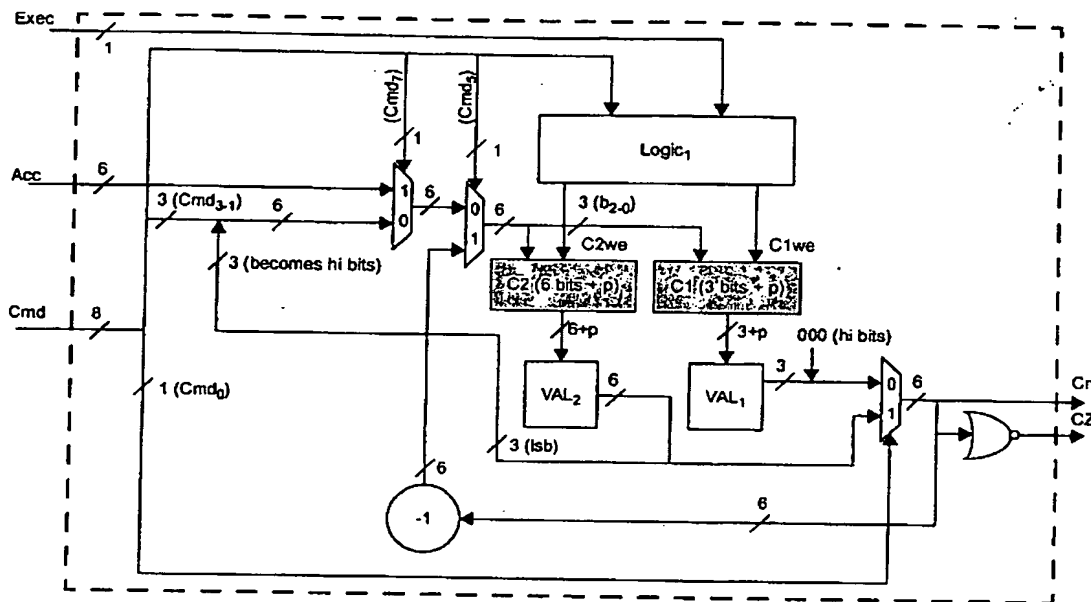 Exec
1
(Cmd7)
(Cmd5)
1
1
Logic1
Acc
6
1
0
6
0
1
6
3 (b2-0)
3 (Cmd3-1)
6
C2we
C1we
3 (becomes hi bits)
C2 (6 bits + p)
C1 (3 bits + p)
Cmd
8
6+p
3+p
000 (hi bits)
1 (Cmd0)
VAL2
6
VAL1
3
0
1
6
Cr
CZ
3 (lsb)
6
-1
6